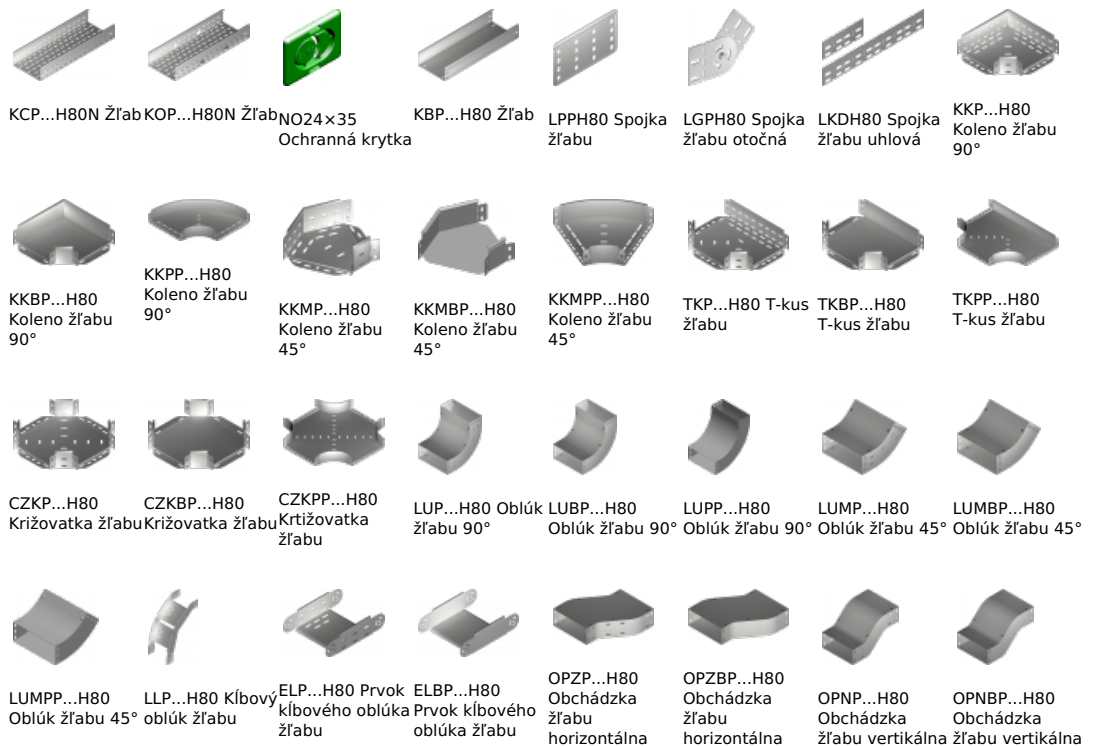 KCP...H80N Žľab
KOP...H80N Žľab
NO24×35
Ochranná krytka
KBP...H80 Žľab
LPPH80 Spojka
žľabu
LGPH80 Spojka
žľabu otočná
LKDH80 Spojka
žľabu uhlová
KKP...H80
Koleno žľabu
90°
KKBP...H80
Koleno žľabu
90°
KKPP...H80
Koleno žľabu
90°
KKMP...H80
Koleno žľabu
45°
KKMBP...H80
Koleno žľabu
45°
KKMPP...H80
Koleno žľabu
45°
TKP...H80 T-kus
žľabu
TKBP...H80
T-kus žľabu
TKPP...H80
T-kus žľabu
CZKP...H80
Križovatka žľabu
CZKBP...H80
Križovatka žľabu
CZKPP...H80
Krtižovatka
žľabu
LUP...H80 Oblúk
žľabu 90°
LUBP...H80
Oblúk žľabu 90°
LUPP...H80
Oblúk žľabu 90°
LUMP...H80
Oblúk žľabu 45°
LUMBP...H80
Oblúk žľabu 45°
LUMPP...H80
Oblúk žľabu 45°
LLP...H80 Kĺbový
oblúk žľabu
ELP...H80 Prvok
kĺbového oblúka
žľabu
ELBP...H80
Prvok kĺbového
oblúka žľabu
OPZP...H80
Obchádzka
žľabu
horizontálna
OPZBP...H80
Obchádzka
žľabu
horizontálna
OPNP...H80
Obchádzka
žľabu vertikálna
OPNBP...H80
Obchádzka
žľabu vertikálna